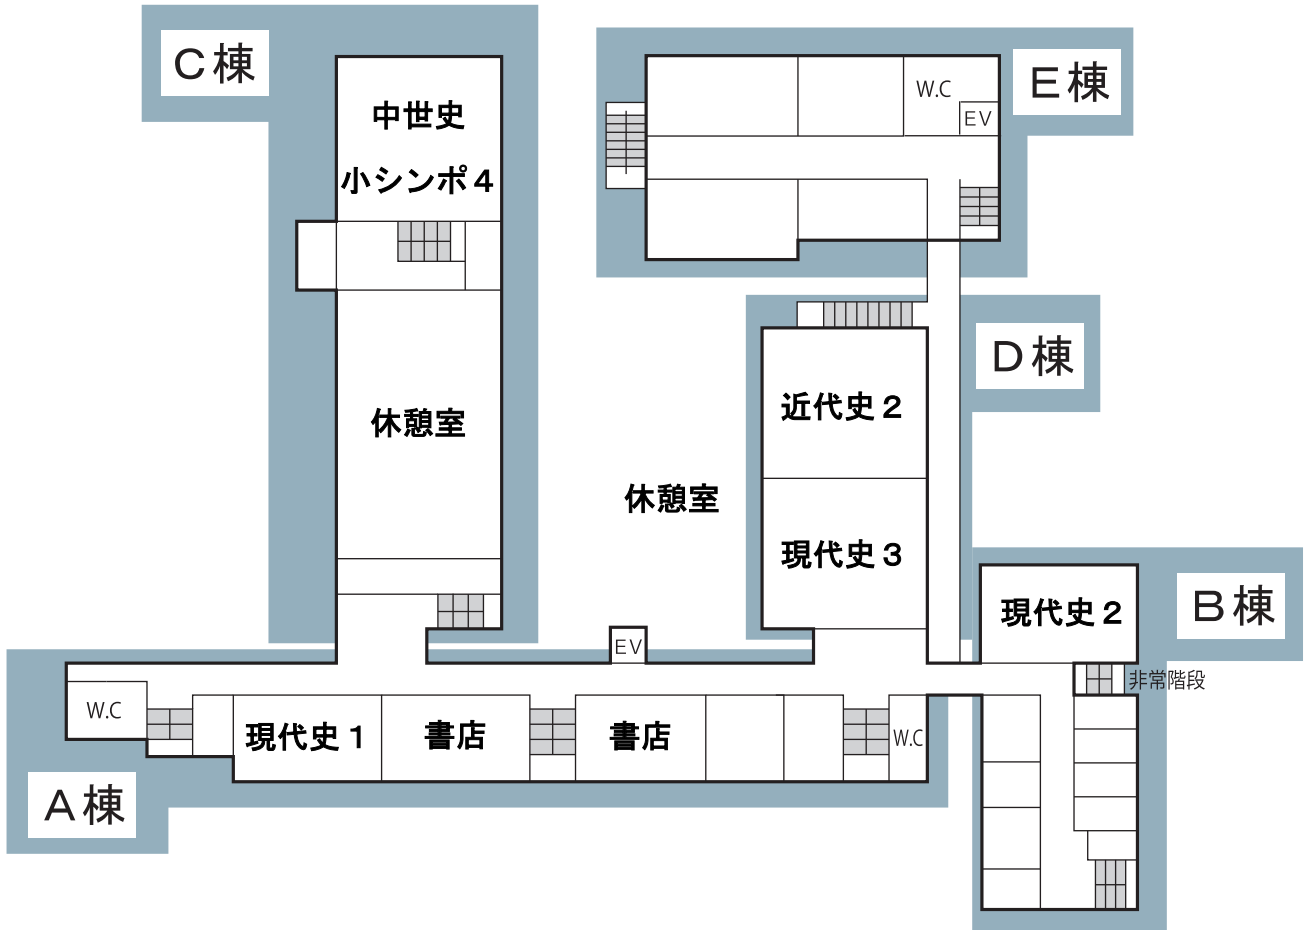 C棟
中世史
小シンポ4
休憩室
E棟
W.C
EV
D棟
近代史2
現代史3
休憩室
B棟
現代史2
非常階段
EV
W.C
現代史1
書店
書店
W.C
A棟